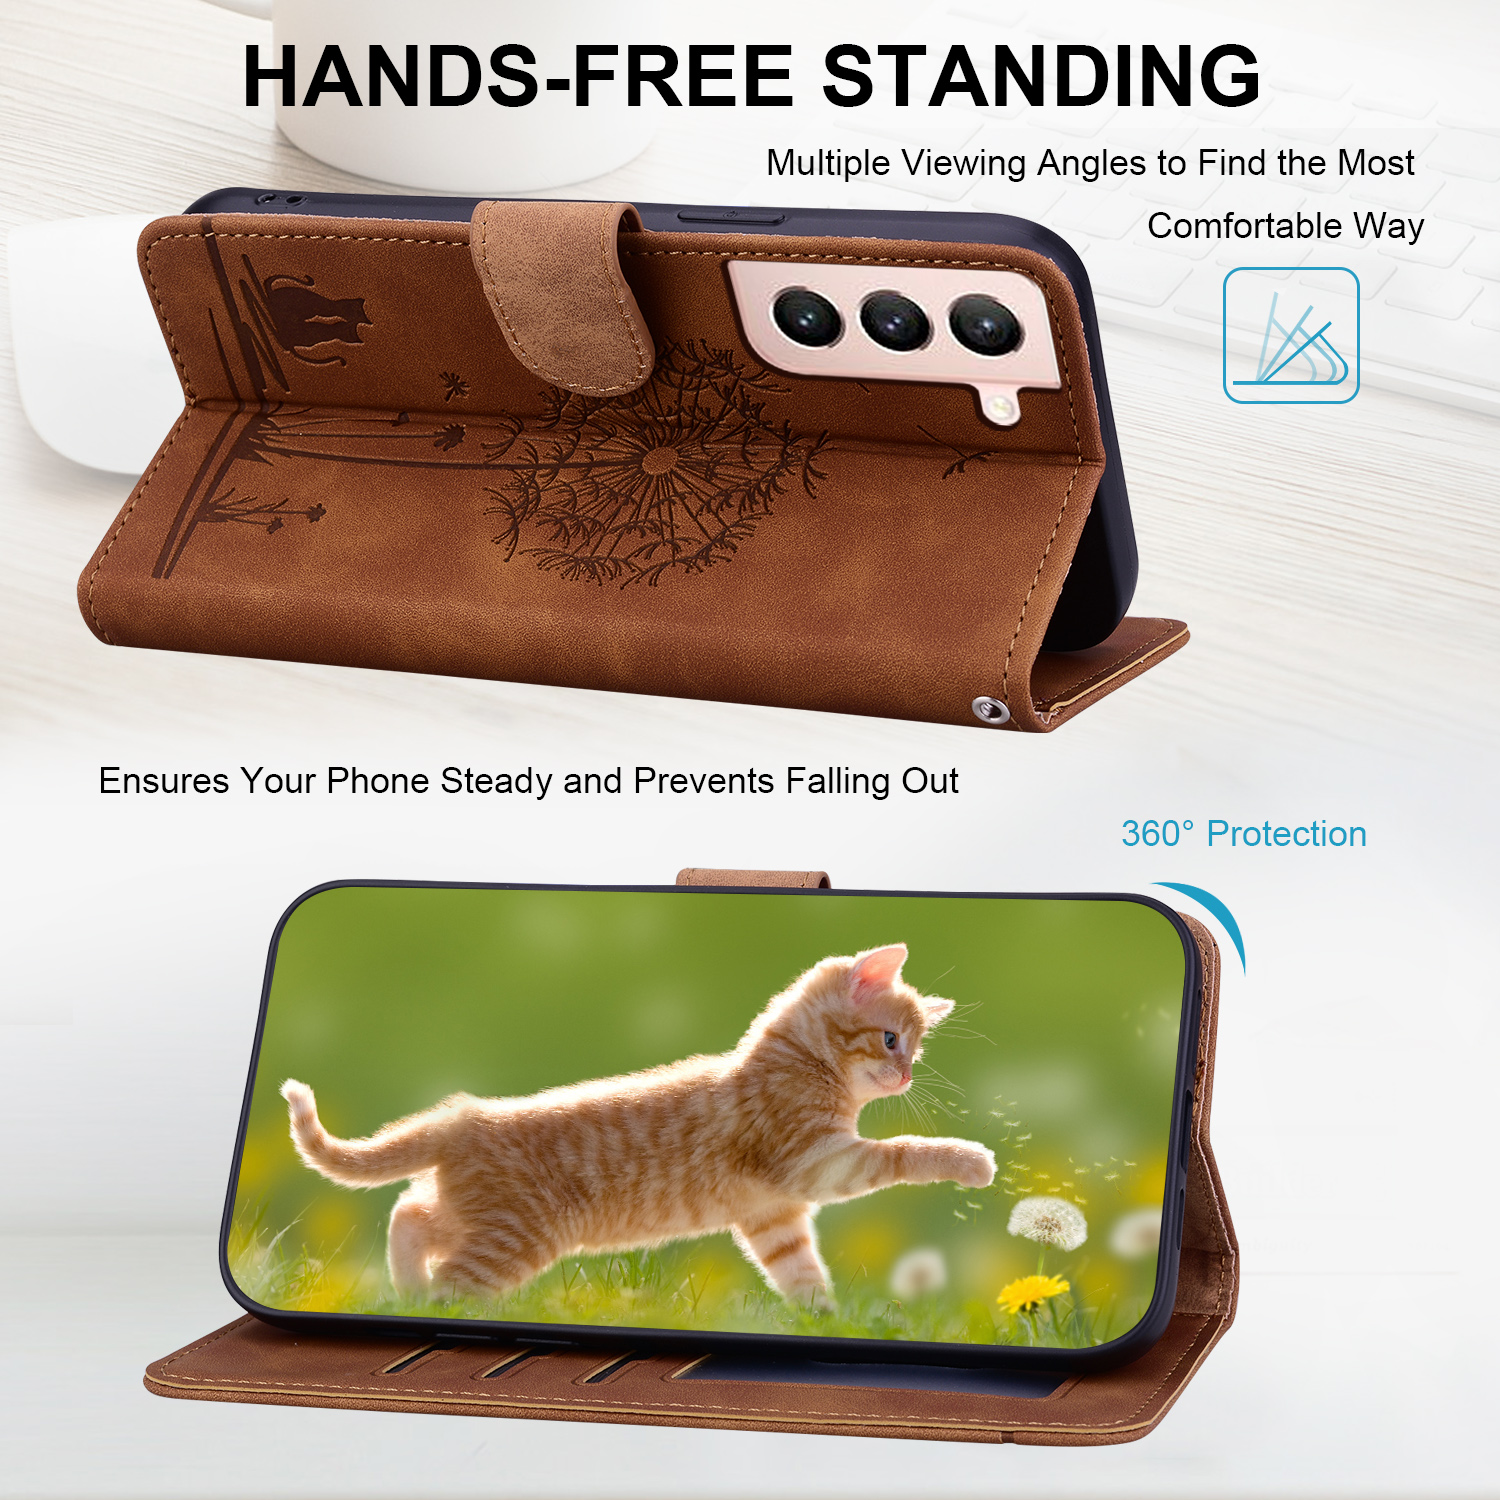 HANDS-FREE STANDING
Multiple Viewing Angles to Find the Most
Comfortable Way
Ensures Your Phone Steady and Prevents Falling Out
360° Protection